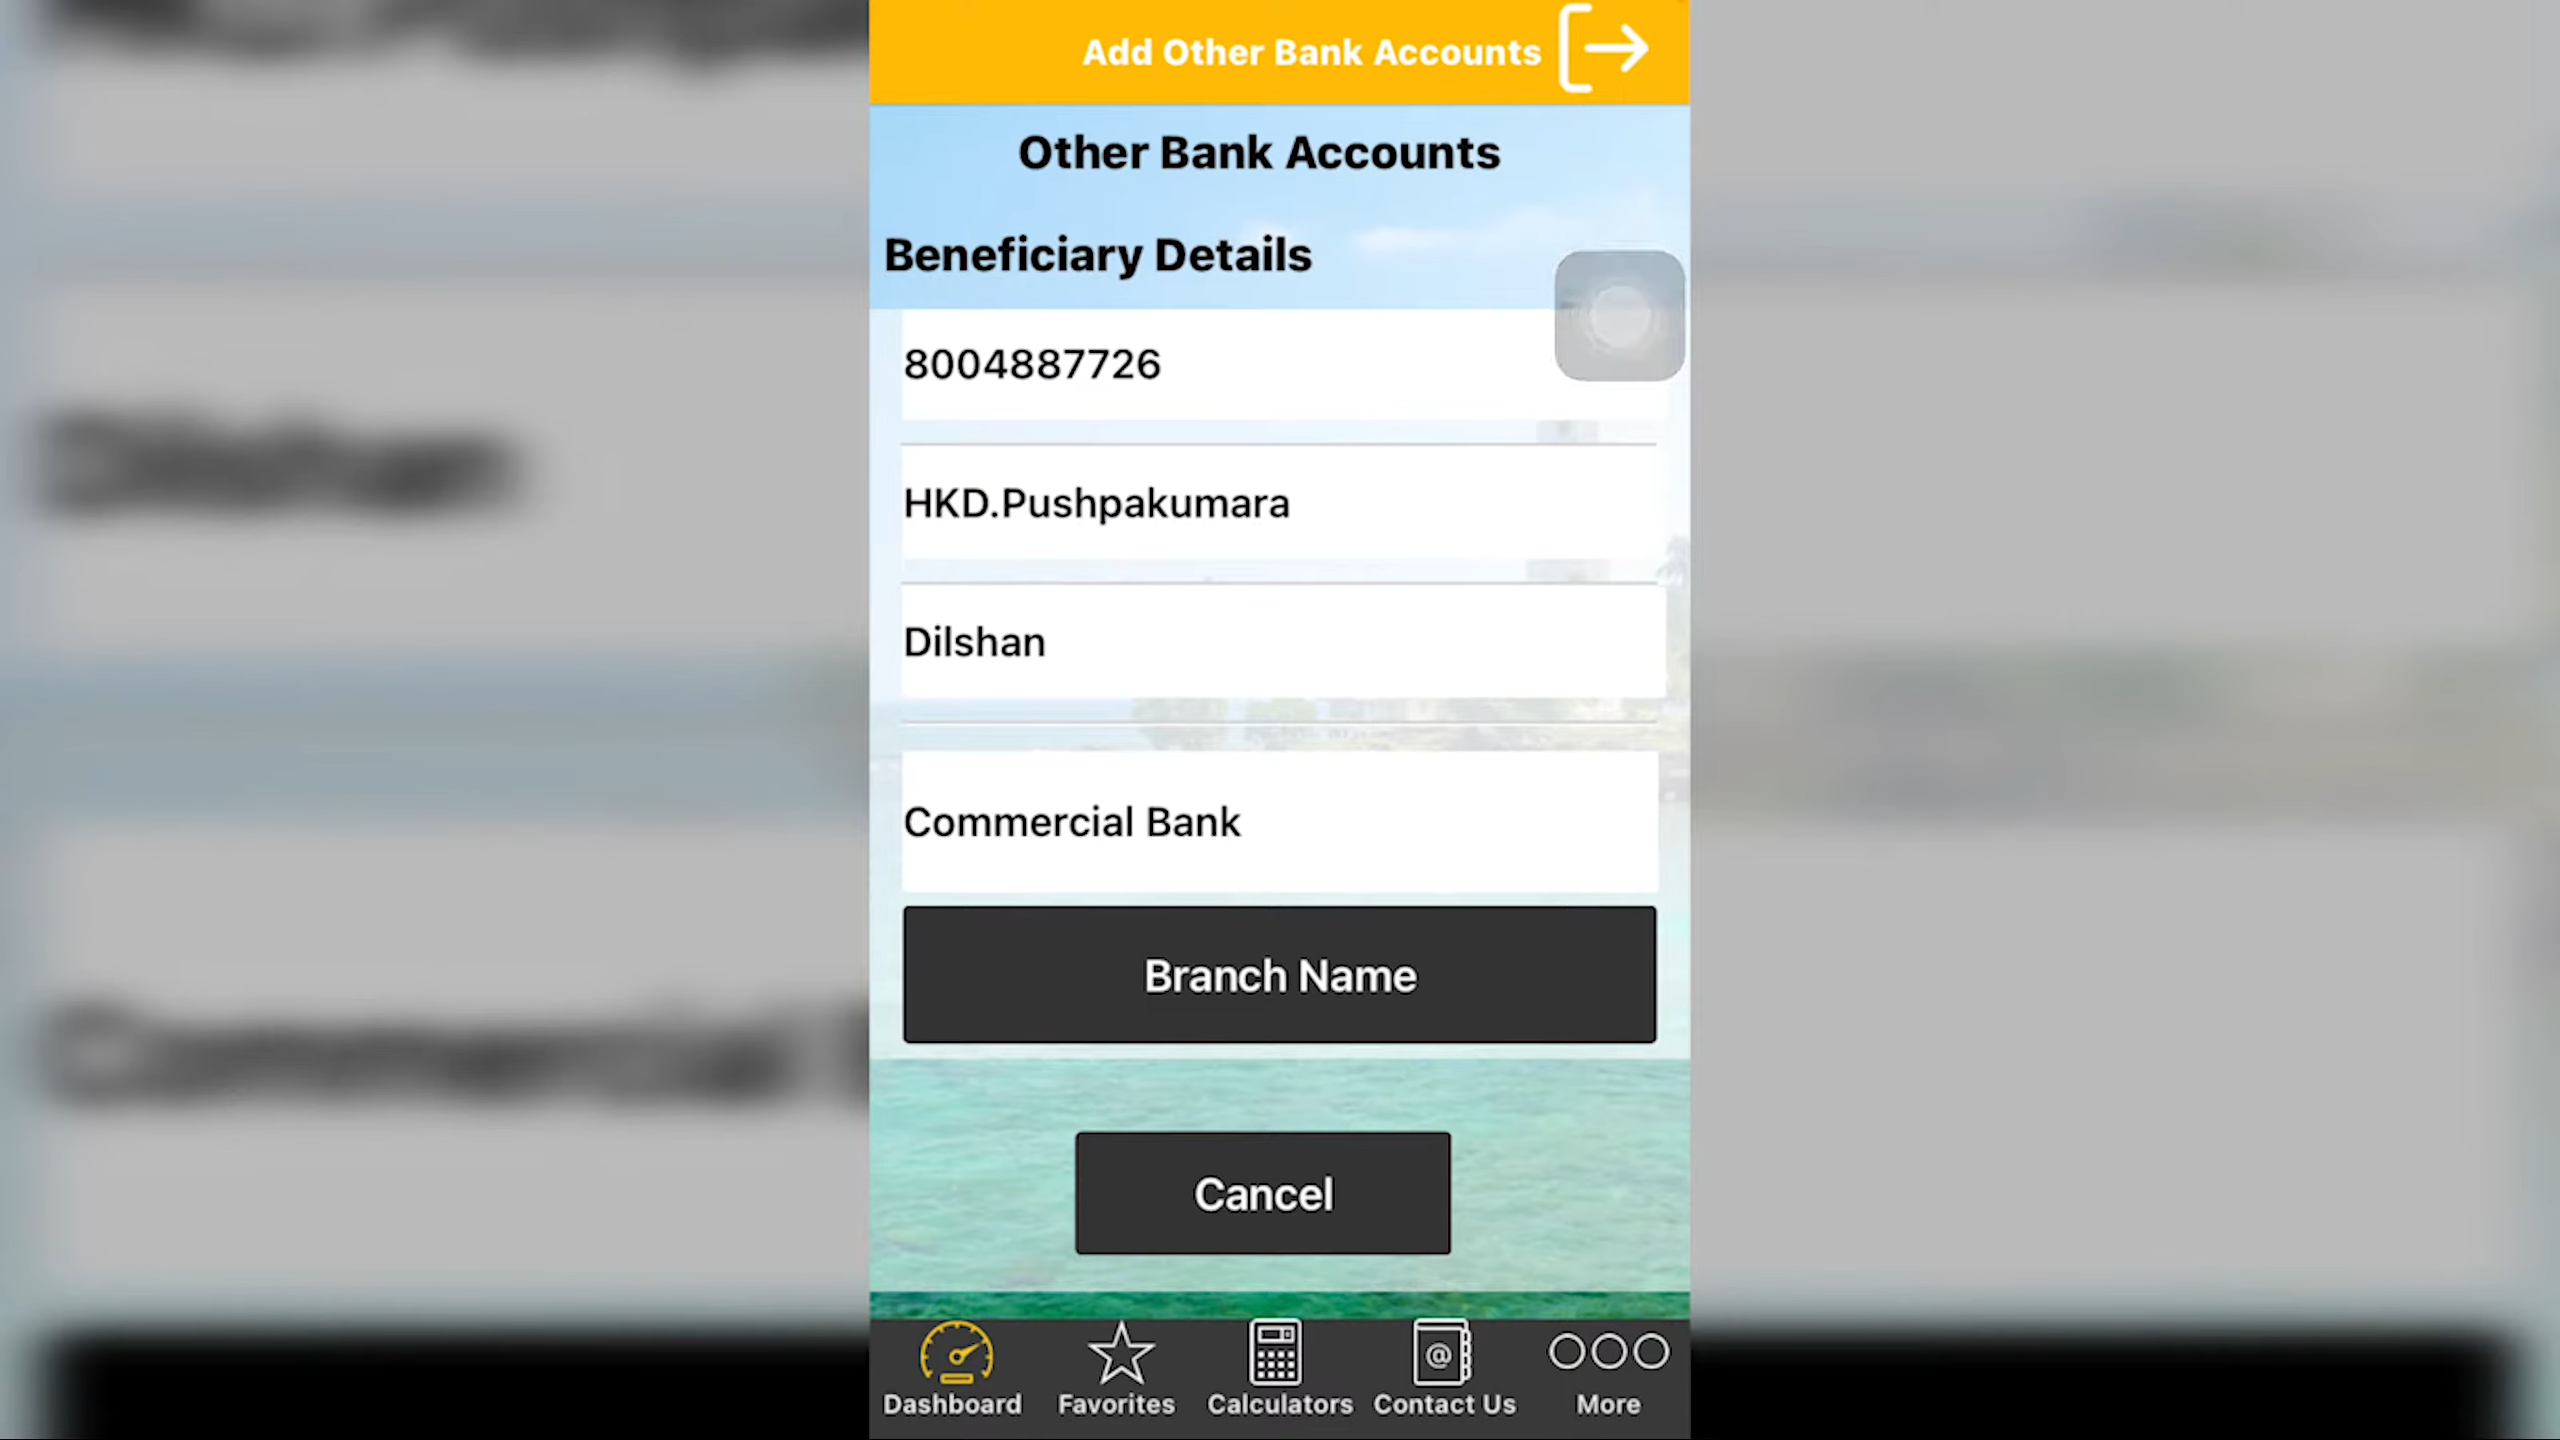 Add Other Bank Accounts
Other Bank Accounts
Beneficiary Details
8004887726
HKD.Pushpakumara
Dilshan
Commercial Bank
Branch Name
Cancel
Dashboard Favorites Calculators Contact Us More